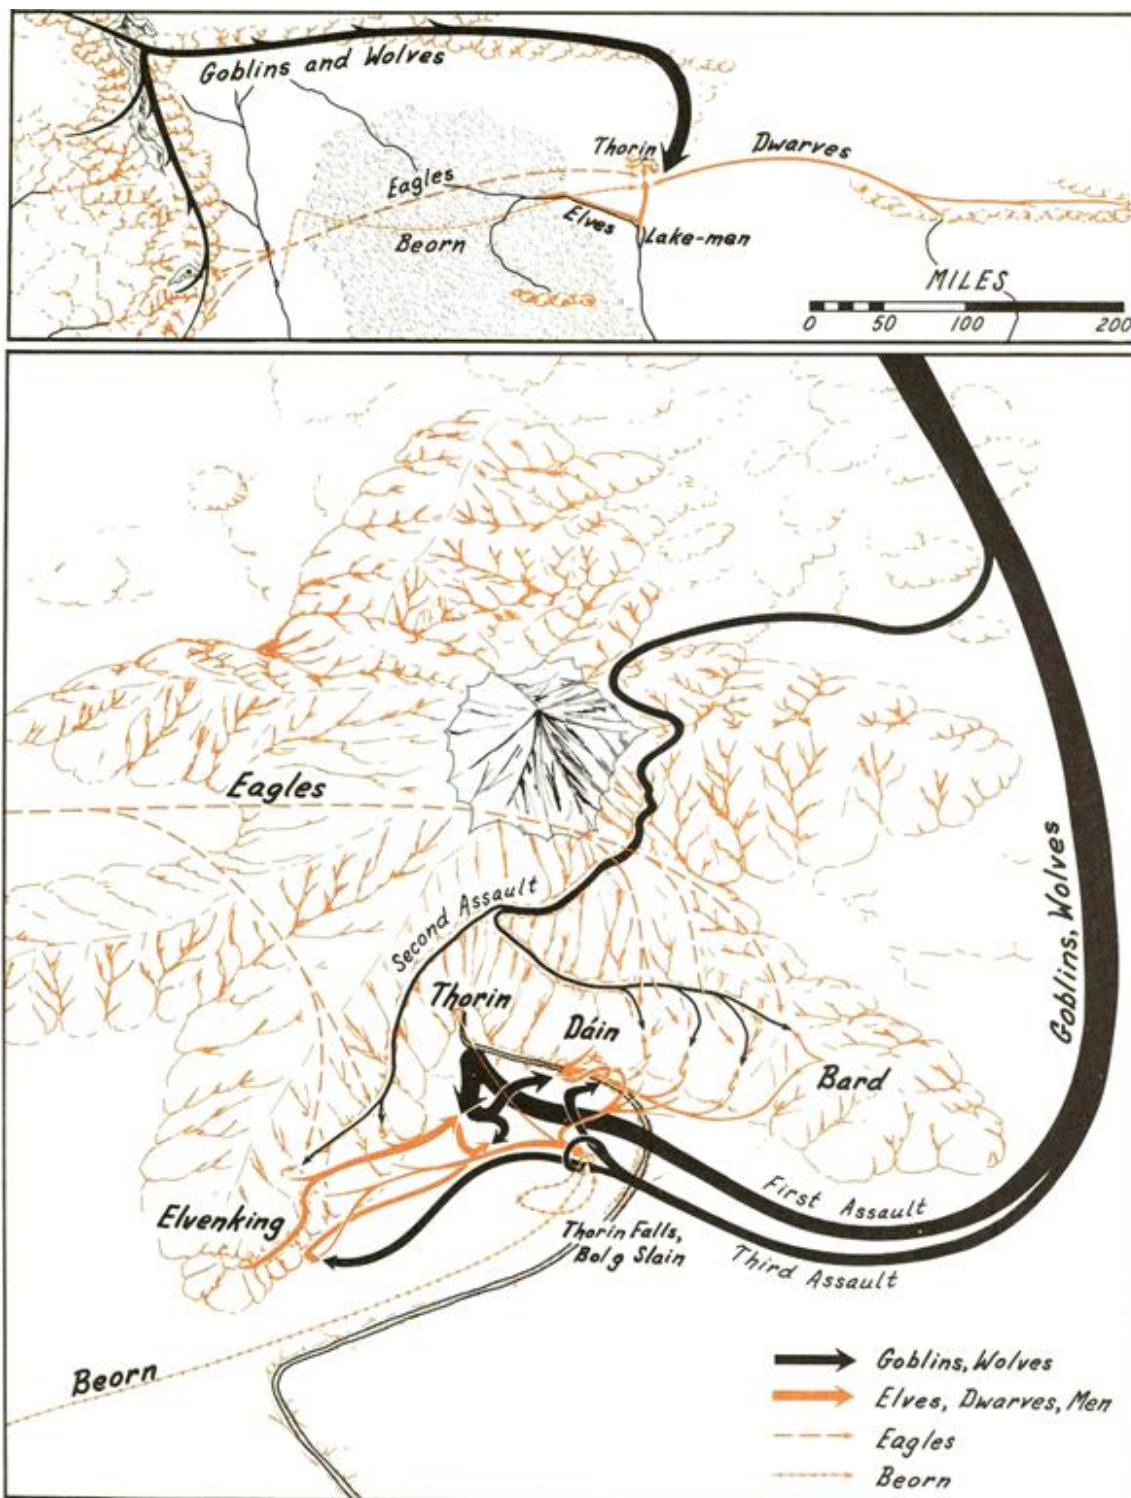 Goblins and Wolves
Thorin
Dwarves
Eagles
Elves
Beorn
Lake-men
MILES
0 50 100 200
Eagles
Goblins, Wolves
Second Assault
Thorin
Dáin
Bard
Elvenking
First Assault
Thorin Falls,
Bolg Slain
Third Assault
Beorn
Goblins, Wolves
Elves, Dwarves, Men
Eagles
Beorn